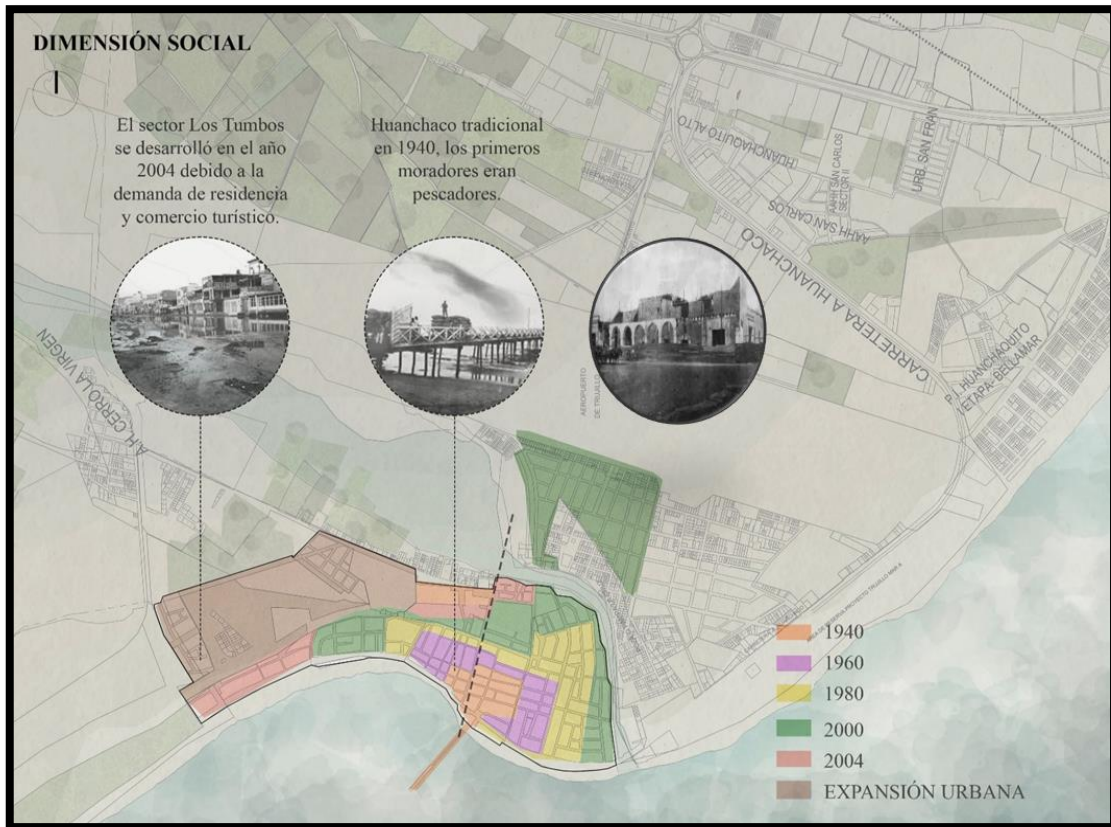 DIMENSIÓN SOCIAL
El sector Los Tumbos
se desarrolló en el año
2004 debido a la
demanda de residencia
y comercio turístico.
Huanchaco tradicional
en 1940, los primeros
moradores eran
pescadores.
HUANCHAQUITO ALTO
AAHH SAN CARLOS
SECTOR II
URB. SAN FRAN
AAHH SAN CARLOS
CARRETERA A HUANCHACO
P.J. HUANCHAQUITO
I ETAPA-BELLAMAR
AEROPUERTO
DE TRUJILLO
A.H. CERRO LA VIRGEN
1940
1960
1980
2000
2004
EXPANSIÓN URBANA